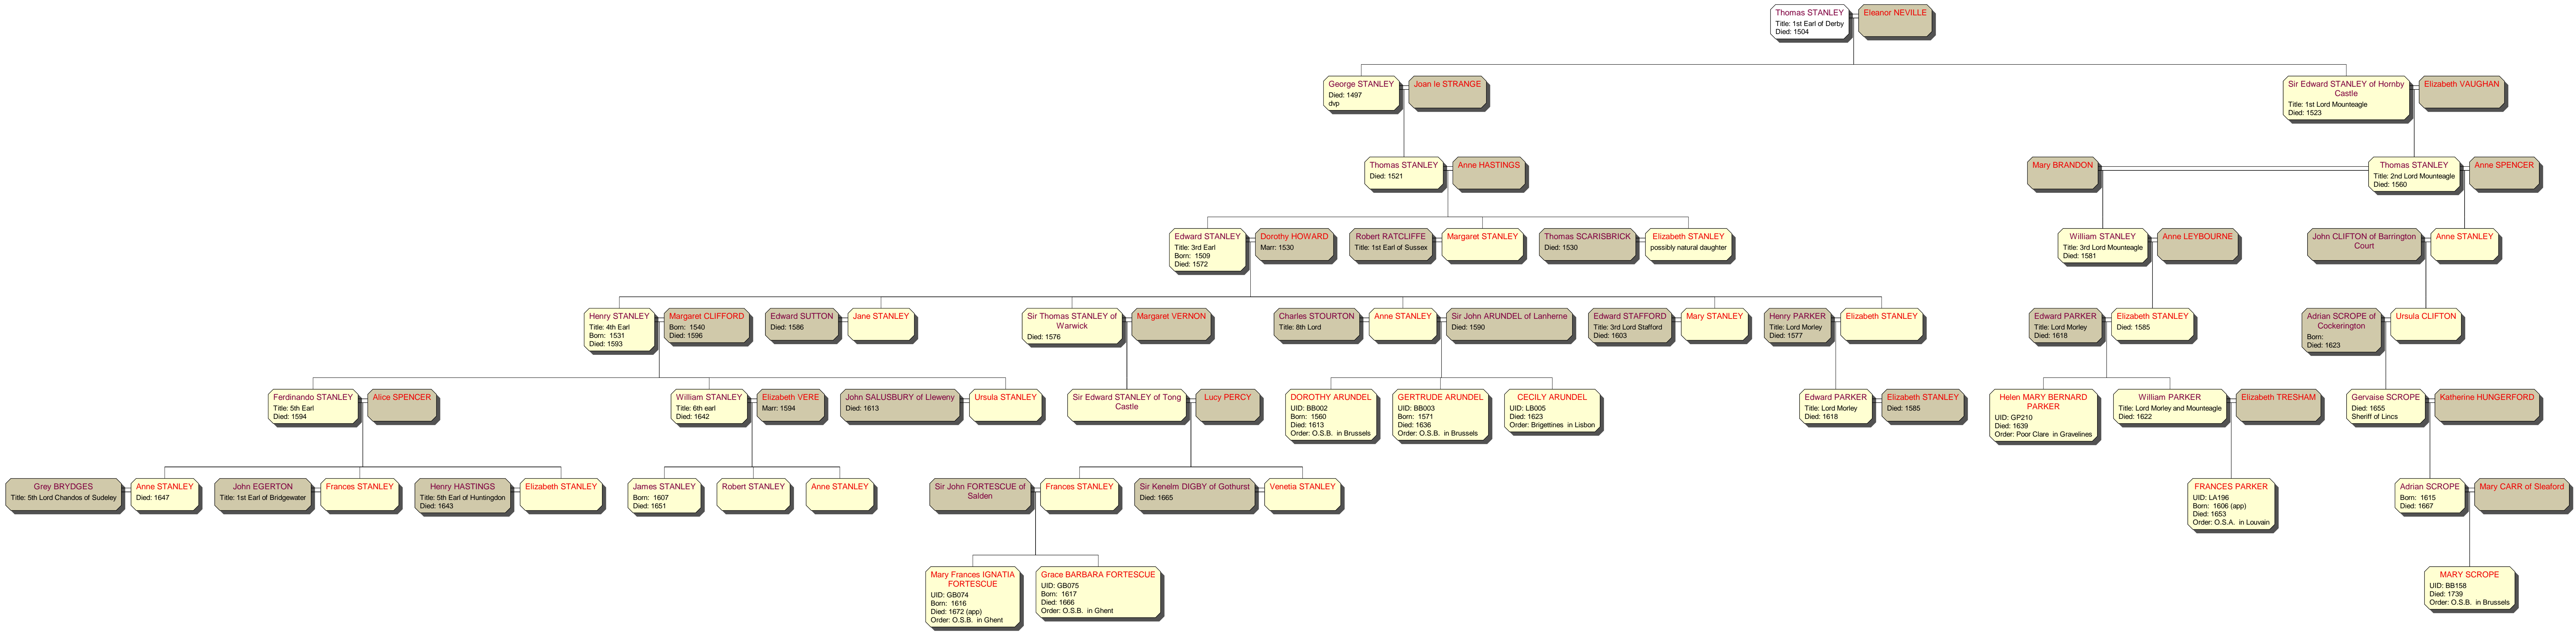 Thomas STANLEY
Title: 1st Earl of Derby
Died: 1504
Eleanor NEVILLE
George STANLEY
Died: 1497
dvp
Joan le STRANGE
Sir Edward STANLEY of Hornby
Castle
Title: 1st Lord Mounteagle
Died: 1523
Elizabeth VAUGHAN
Thomas STANLEY
Died: 1521
Anne HASTINGS
Mary BRANDON
Thomas STANLEY
Title: 2nd Lord Mounteagle
Died: 1560
Anne SPENCER
Edward STANLEY
Title: 3rd Earl
Born: 1509
Died: 1572
Dorothy HOWARD
Marr: 1530
Robert RATCLIFFE
Title: 1st Earl of Sussex
Margaret STANLEY
Thomas SCARISBRICK
Died: 1530
Elizabeth STANLEY
possibly natural daughter
William STANLEY
Title: 3rd Lord Mounteagle
Died: 1581
Anne LEYBOURNE
John CLIFTON of Barrington
Court
Anne STANLEY
Henry STANLEY
Title: 4th Earl
Born: 1531
Died: 1593
Margaret CLIFFORD
Born: 1540
Died: 1596
Edward SUTTON
Died: 1586
Jane STANLEY
Sir Thomas STANLEY of
Warwick
Died: 1576
Margaret VERNON
Charles STOURTON
Title: 8th Lord
Anne STANLEY
Sir John ARUNDEL of Lanherne
Died: 1590
Edward STAFFORD
Title: 3rd Lord Stafford
Died: 1603
Mary STANLEY
Henry PARKER
Title: Lord Morley
Died: 1577
Elizabeth STANLEY
Edward PARKER
Title: Lord Morley
Died: 1618
Elizabeth STANLEY
Died: 1585
Adrian SCROPE of
Cockerington
Born:
Died: 1623
Ursula CLIFTON
Ferdinando STANLEY
Title: 5th Earl
Died: 1594
Alice SPENCER
William STANLEY
Title: 6th earl
Died: 1642
Elizabeth VERE
Marr: 1594
John SALUSBURY of Lleweny
Died: 1613
Ursula STANLEY
Sir Edward STANLEY of Tong
Castle
Lucy PERCY
DOROTHY ARUNDEL
UID: BB002
Born: 1560
Died: 1613
Order: O.S.B. in Brussels
GERTRUDE ARUNDEL
UID: BB003
Born: 1571
Died: 1636
Order: O.S.B. in Brussels
CECILY ARUNDEL
UID: LB005
Died: 1623
Order: Brigettines in Lisbon
Edward PARKER
Title: Lord Morley
Died: 1618
Elizabeth STANLEY
Died: 1585
Helen MARY BERNARD
PARKER
UID: GP210
Died: 1639
Order: Poor Clare in Gravelines
William PARKER
Title: Lord Morley and Mounteagle
Died: 1622
Elizabeth TRESHAM
Gervaise SCROPE
Died: 1655
Sheriff of Lincs
Katherine HUNGERFORD
Grey BRYDGES
Title: 5th Lord Chandos of Sudeley
Anne STANLEY
Died: 1647
John EGERTON
Title: 1st Earl of Bridgewater
Frances STANLEY
Henry HASTINGS
Title: 5th Earl of Huntingdon
Died: 1643
Elizabeth STANLEY
James STANLEY
Born: 1607
Died: 1651
Robert STANLEY
Anne STANLEY
Sir John FORTESCUE of
Salden
Frances STANLEY
Sir Kenelm DIGBY of Gothurst
Died: 1665
Venetia STANLEY
FRANCES PARKER
UID: LA196
Born: 1606 (app)
Died: 1653
Order: O.S.A. in Louvain
Adrian SCROPE
Born: 1615
Died: 1667
Mary CARR of Sleaford
Mary Frances IGNATIA
FORTESCUE
UID: GB074
Born: 1616
Died: 1672 (app)
Order: O.S.B. in Ghent
Grace BARBARA FORTESCUE
UID: GB075
Born: 1617
Died: 1666
Order: O.S.B. in Ghent
MARY SCROPE
UID: BB158
Died: 1739
Order: O.S.B. in Brussels